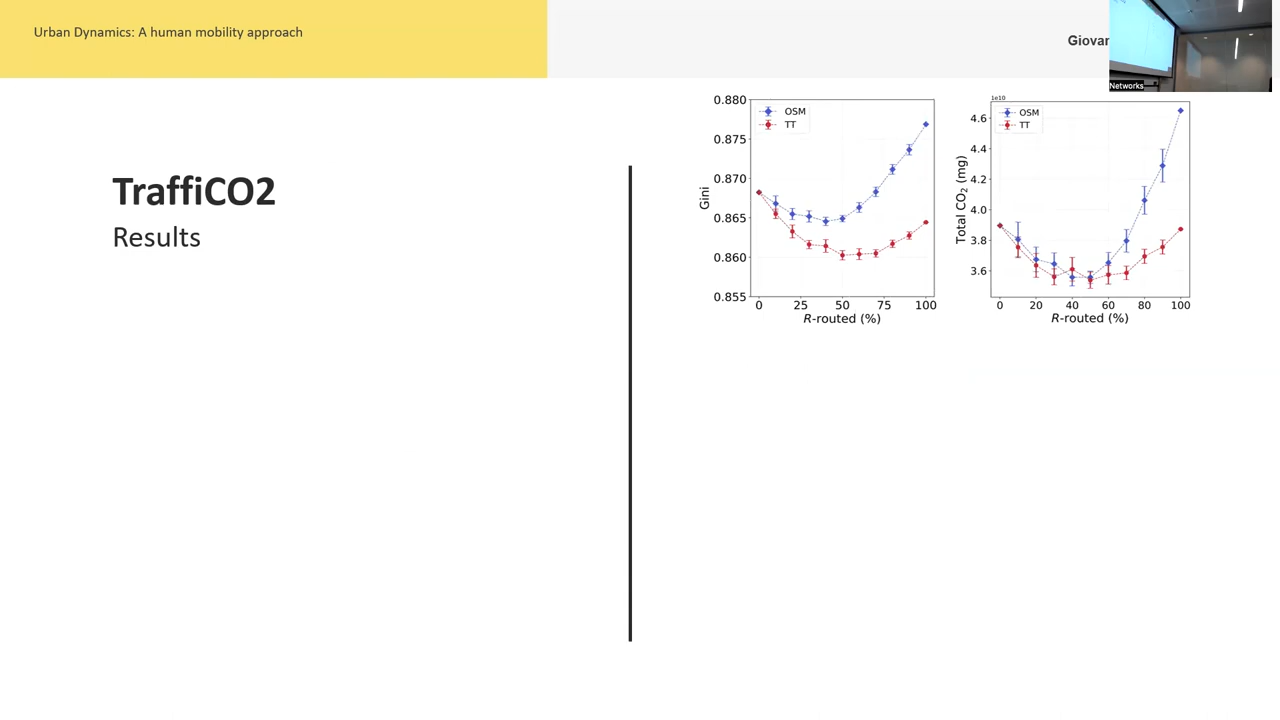 Urban Dynamics: A human mobility approach
Networks
TraffiCO2
Results
0.880
0.875
0.870
0.865
0.860
0.855
Gini
OSM
TT
0 25 50 75 100
R-routed (%)
1e10
4.6
4.4
4.2
4.0
3.8
3.6
Total CO₂ (mg)
OSM
TT
0 20 40 60 80 100
R-routed (%)